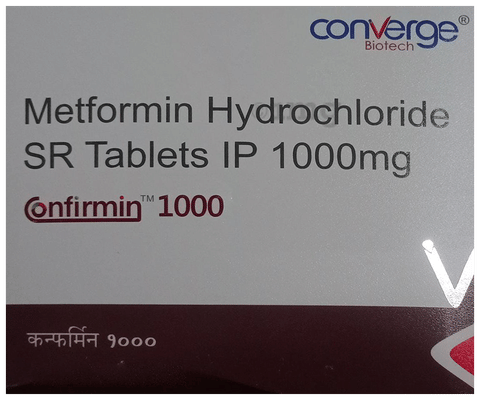 converge®
Biotech
Metformin Hydrochloride
SR Tablets IP 1000mg
Confirmin™ 1000
कन्फर्मिन १०००